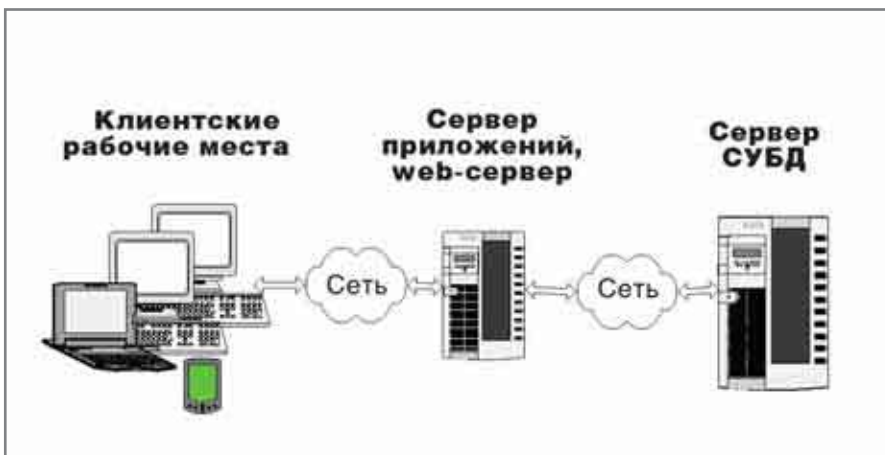 Клиентские
рабочие места
Сервер
приложений,
web-сервер
Сервер
СУБД
Сеть
Сеть